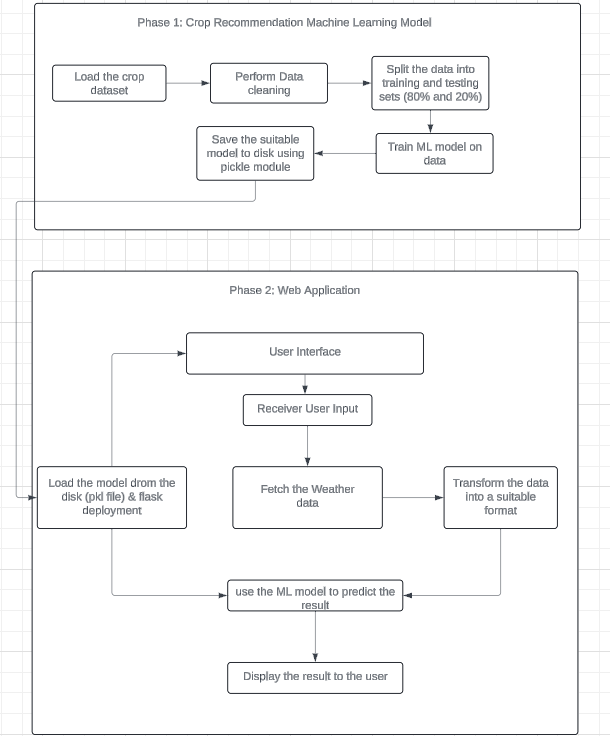 Phase 1: Crop Recommendation Machine Learning Model
Load the crop
dataset
Perform Data
cleaning
Split the data into
training and testing
sets (80% and 20%)
Train ML model on
data
Save the suitable
model to disk using
pickle module
Phase 2: Web Application
User Interface
Receiver User Input
Load the model drom the
disk (pkl file) & flask
deployment
Fetch the Weather
data
Transform the data
into a suitable
format
use the ML model to predict the
result
Display the result to the user